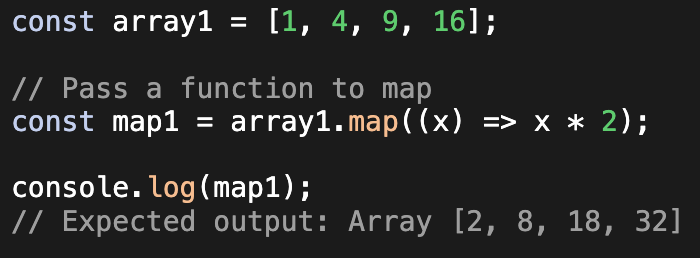 const array1 = [1, 4, 9, 16];
// Pass a function to map
const map1 = array1.map((x) => x * 2);
console.log(map1);
// Expected output: Array [2, 8, 18, 32]